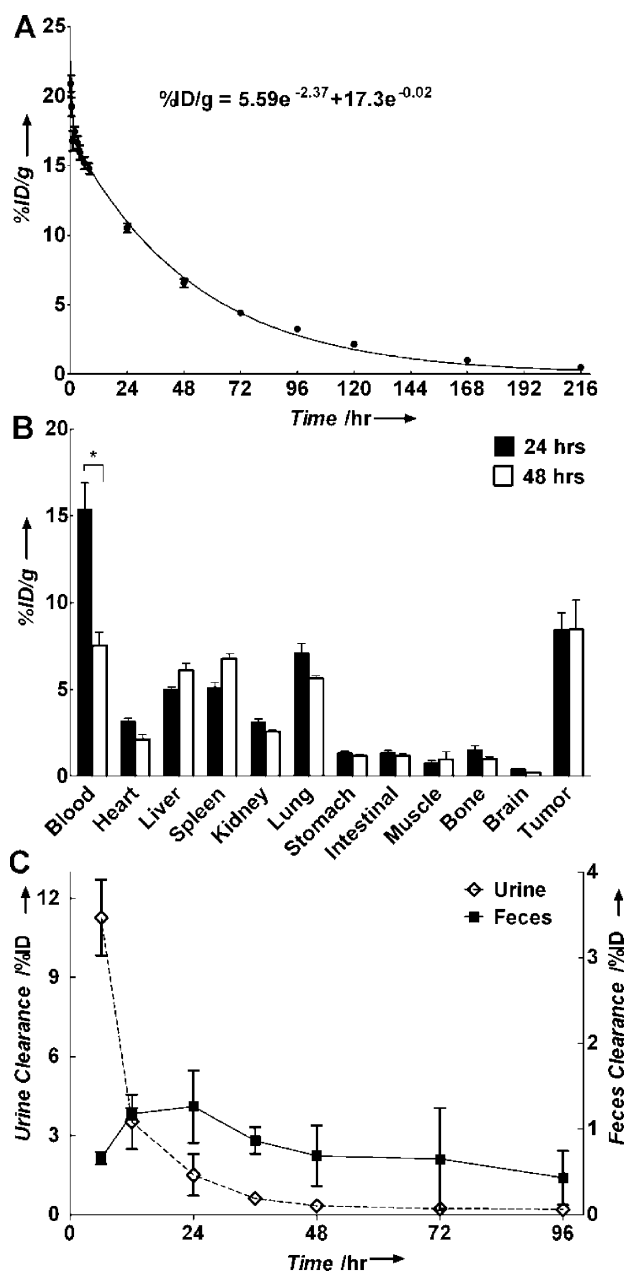 A
%ID/g →
25
20
15
10
5
0
%ID/g = 5.59e -2.37 +17.3e -0.02
0 24 48 72 96 120 144 168 192 216
Time /hr →
B
%ID/g →
20
15
10
5
0
*
24 hrs
48 hrs
Blood Heart Liver Spleen Kidney Lung Stomach Intestinal Muscle Bone Brain Tumor
C
Urine Clearance /%ID →
12
9
6
3
0
Urine
Feces
4
3
2
1
0
Feces Clearance /%ID →
0 24 48 72 96
Time /hr →